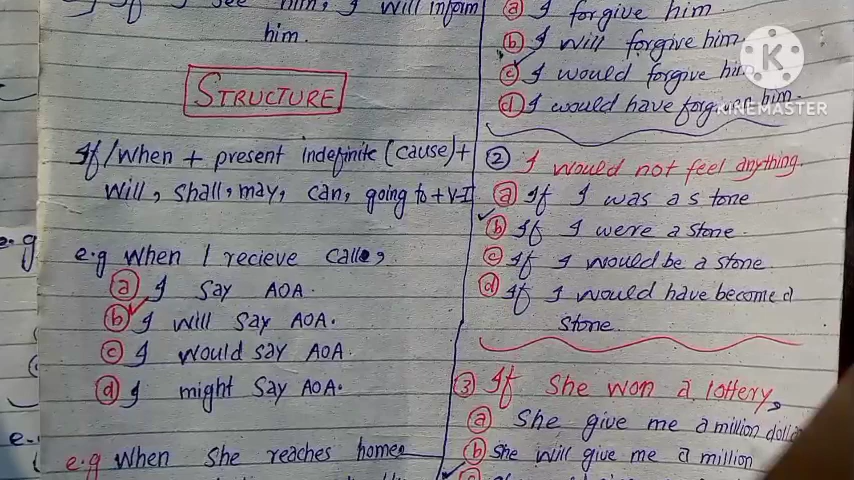 If I see him, I will inform
him.
STRUCTURE
If/When + present indefinite (cause) +
will, shall, may, can, going to + V-I
e.g When I recieve call,
a I say AOA.
b I will say AOA.
c I would say AOA.
d I might say AOA.
e.g When she reaches home
a I forgive him.
b I will forgive him.
c I would forgive him.
d I would have forgiven him.
K
KINEMASTER
2 I would not feel anything.
a If I was a stone
b If I were a stone.
c If I would be a stone.
d If I would have become a
stone.
3 If she won a lottery,
a She give me a million dolla
b She will give me a million
e.g
e.